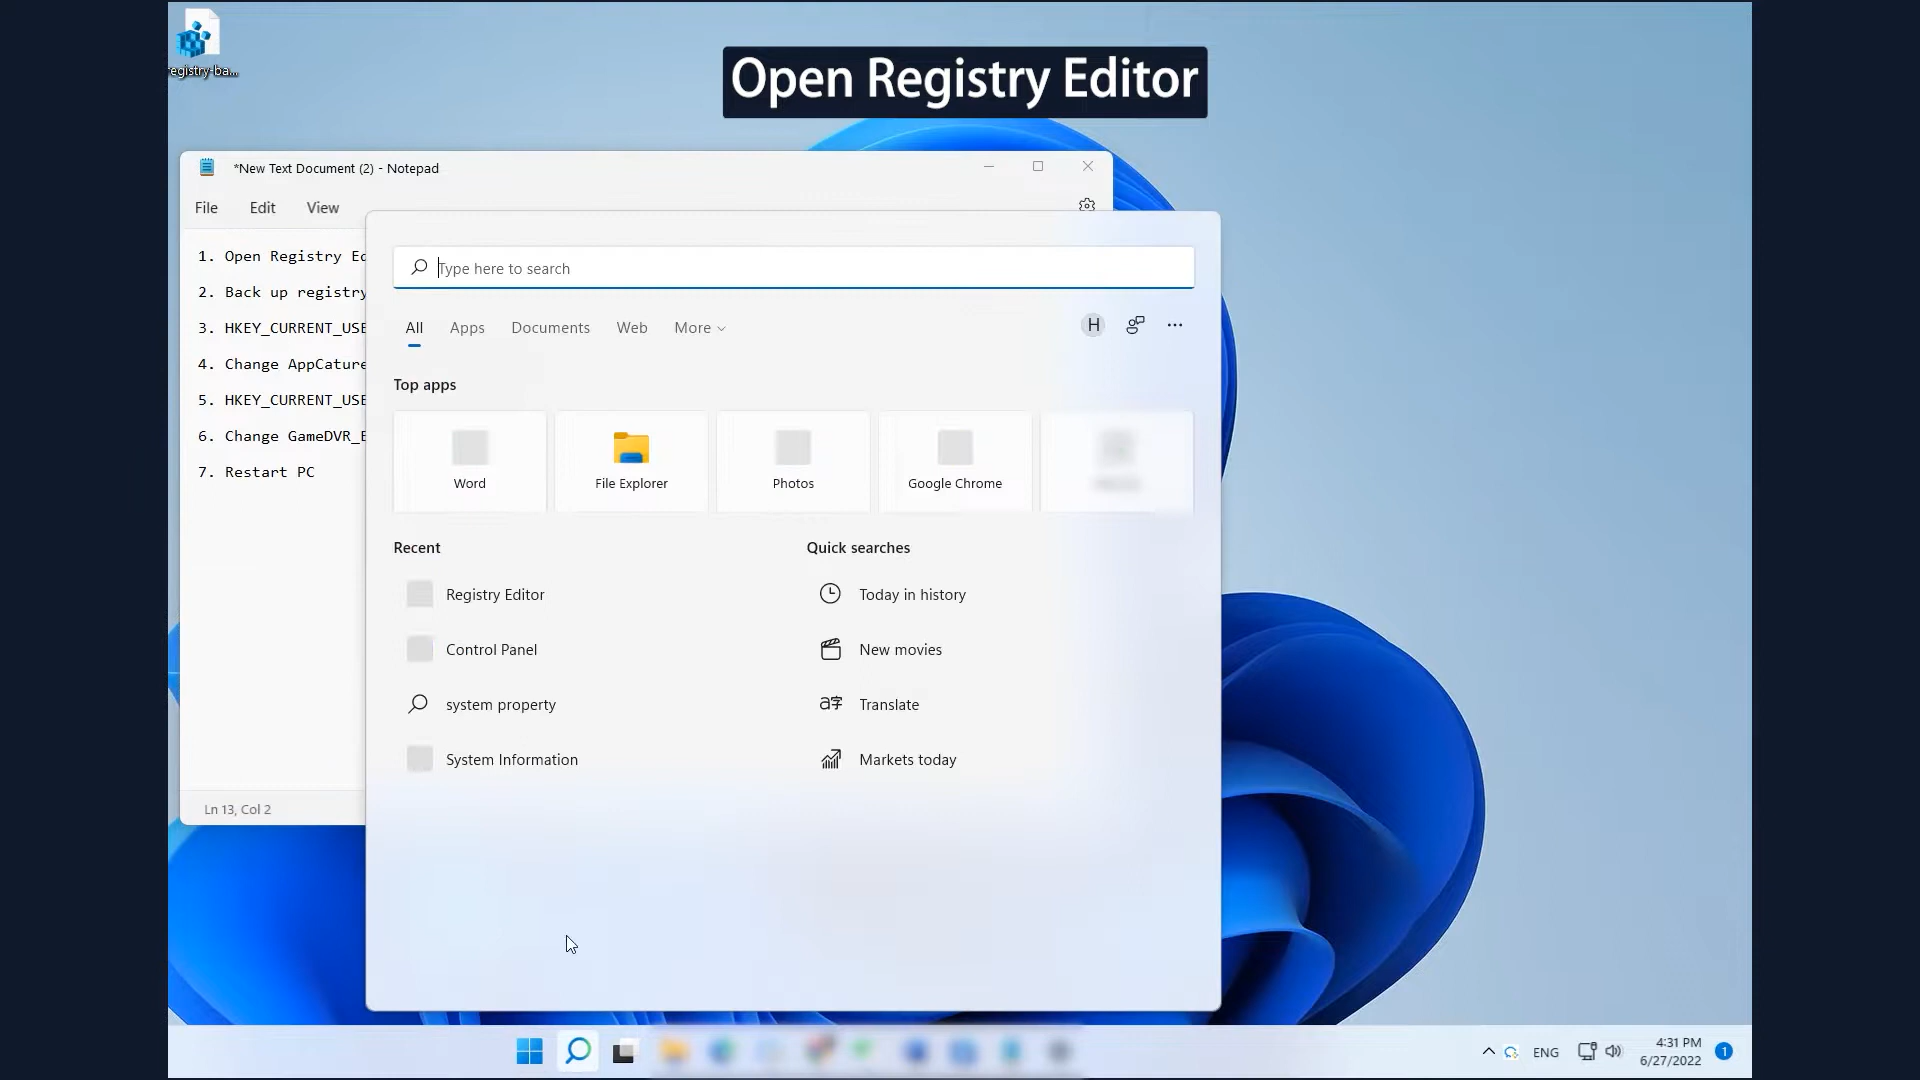 egistry-ba...
Open Registry Editor
*New Text Document (2) - Notepad
File Edit View
1. Open Registry Ed
2. Back up registry
3. HKEY_CURRENT_USE
4. Change AppCature
5. HKEY_CURRENT_USE
6. Change GameDVR_E
7. Restart PC
Ln 13, Col 2
Type here to search
All Apps Documents Web More
H
Top apps
Word File Explorer Photos Google Chrome
Recent
Registry Editor
Control Panel
system property
System Information
Quick searches
Today in history
New movies
Translate
Markets today
ENG
4:31 PM
6/27/2022
1